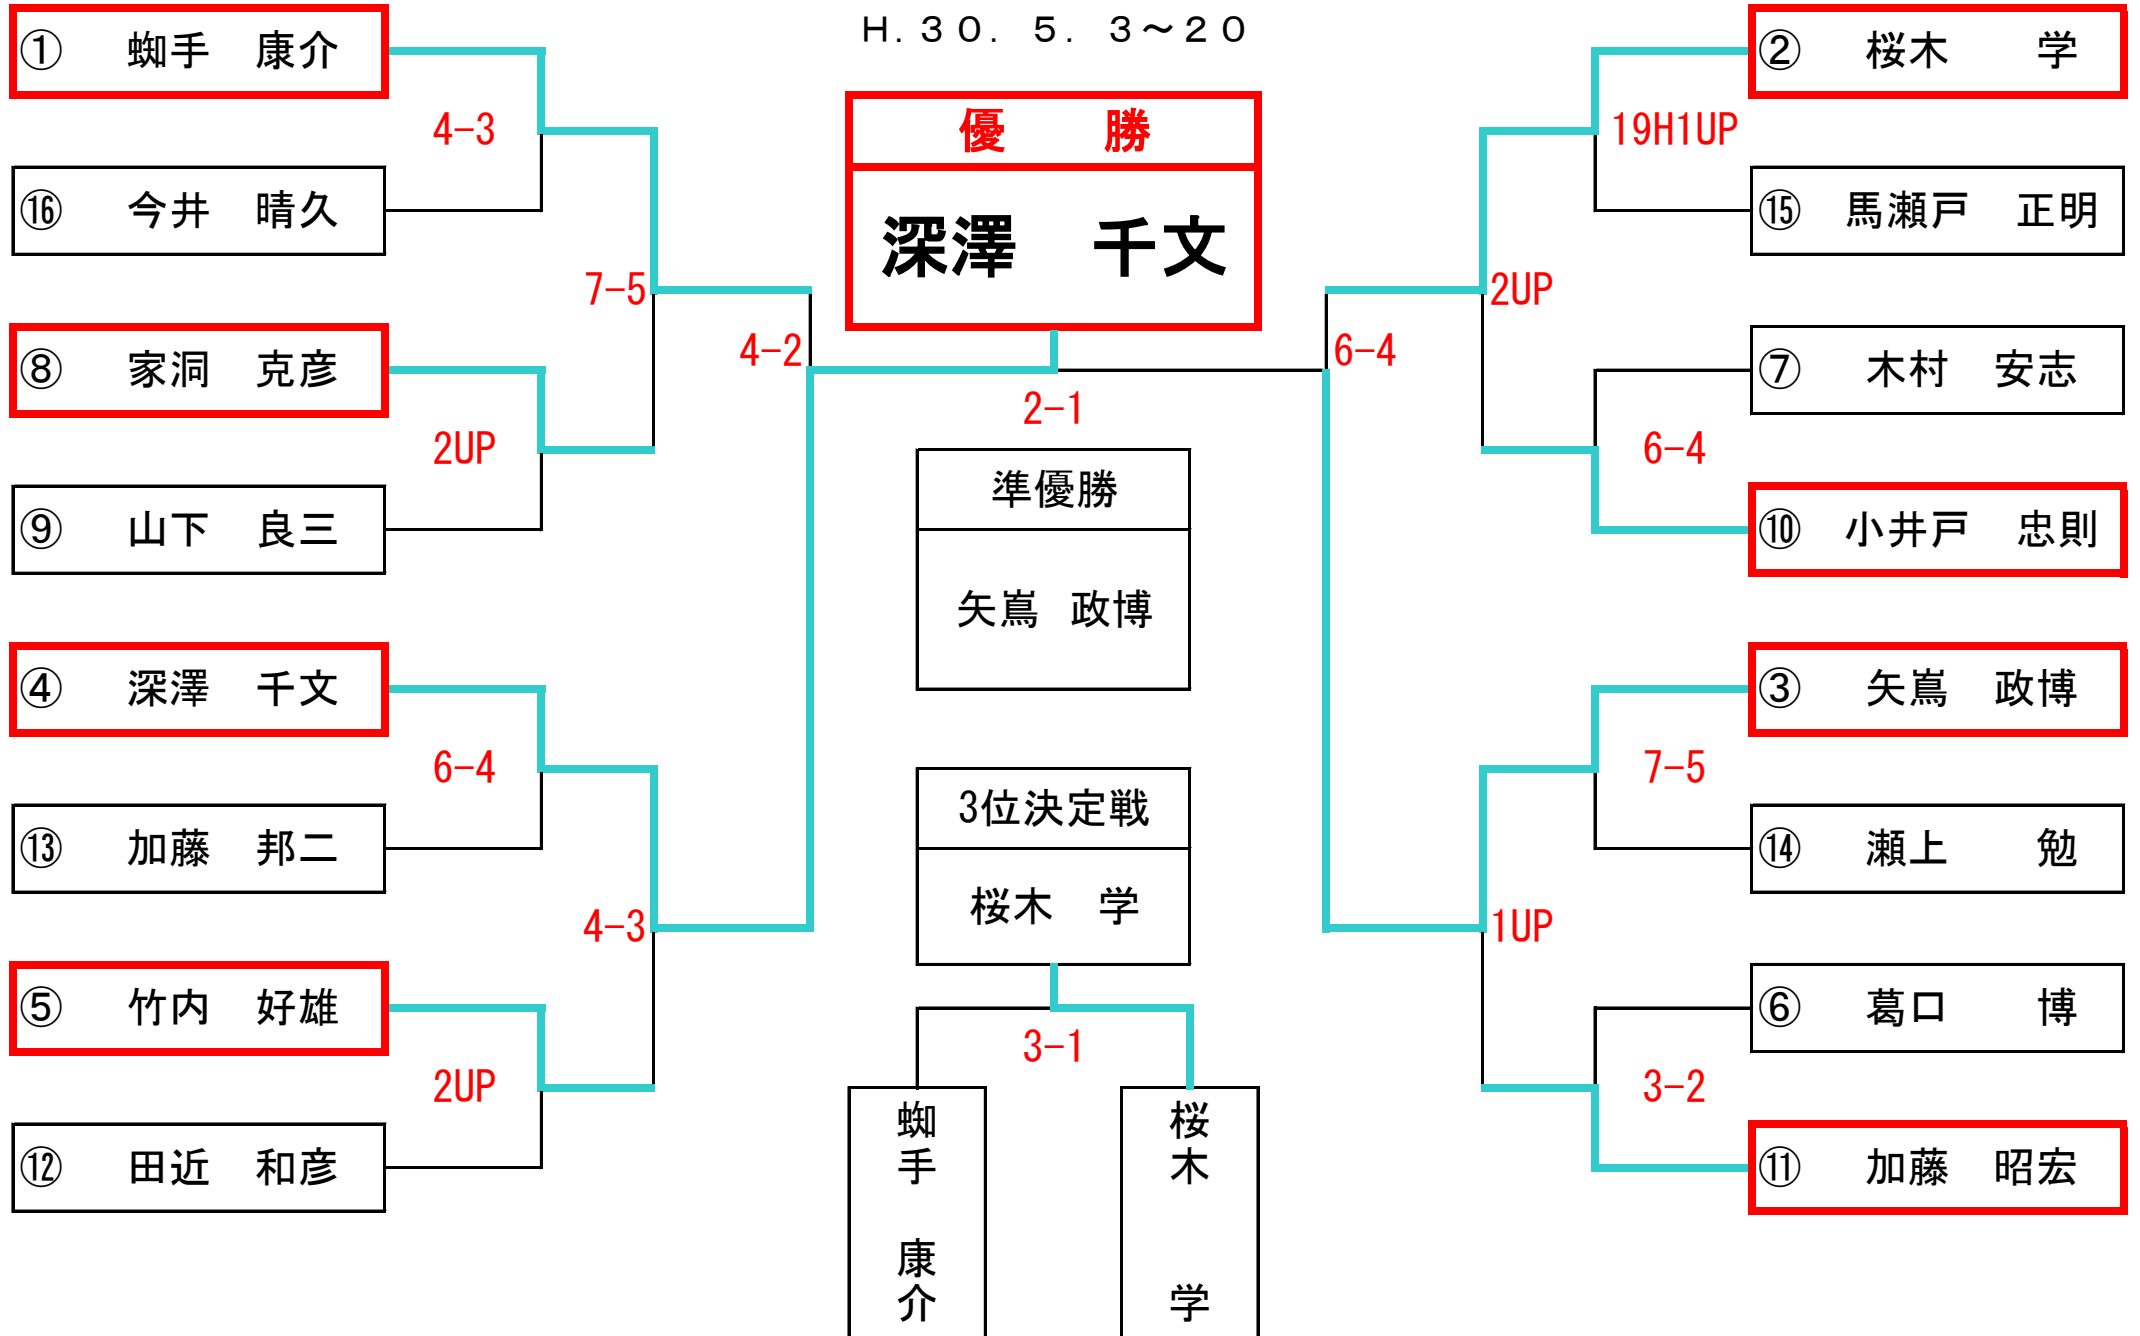 H.30. 5. 3～20
① 蜘手 康介
4-3
⑯ 今井 晴久
7-5
⑧ 家洞 克彦
2UP
⑨ 山下 良三
4-2
④ 深澤 千文
6-4
⑬ 加藤 邦二
4-3
⑤ 竹内 好雄
2UP
⑫ 田近 和彦
優 勝
深澤 千文
2-1
準優勝
矢嶌 政博
3位決定戦
桜木 学
3-1
蜘手 康介
桜木 学
② 桜木 学
19H1UP
⑮ 馬瀬戸 正明
2UP
⑦ 木村 安志
6-4
⑩ 小井戸 忠則
6-4
③ 矢嶌 政博
7-5
⑭ 瀬上 勉
1UP
⑥ 葛口 博
3-2
⑪ 加藤 昭宏